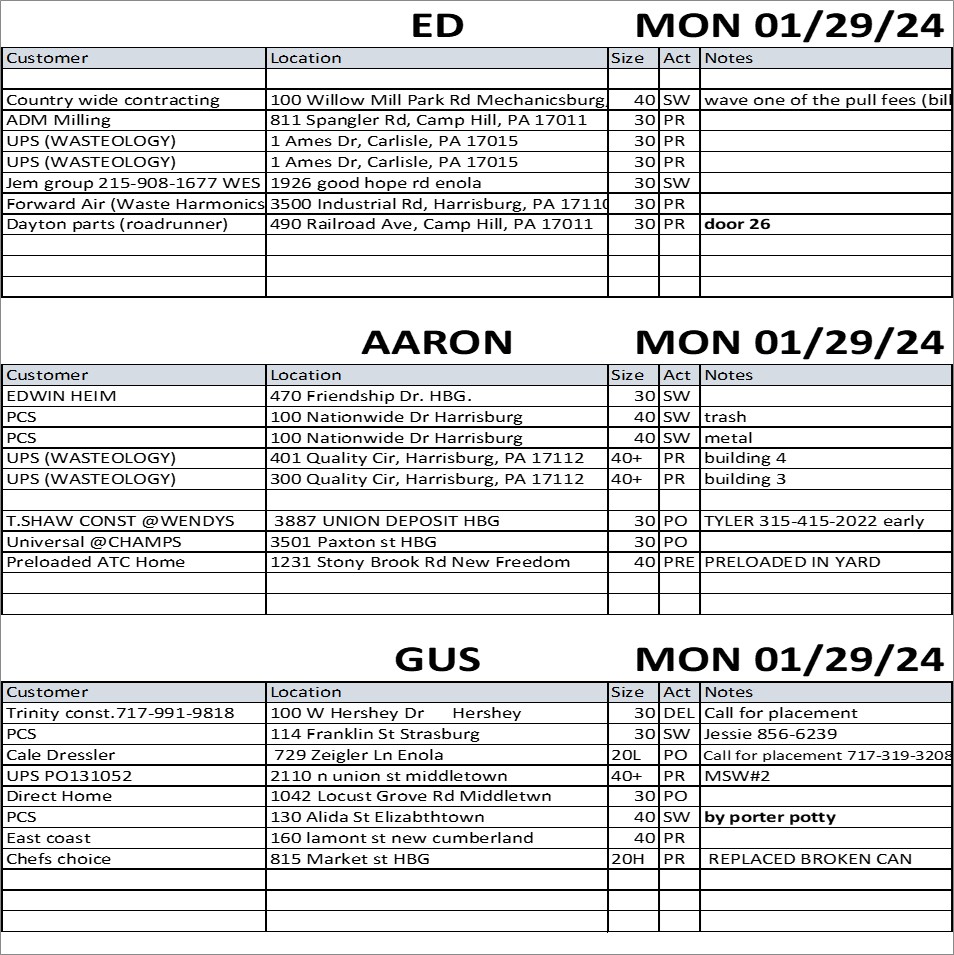 ED MON 01/29/24
Customer Location Size Act Notes
Country wide contracting 100 Willow Mill Park Rd Mechanicsburg, 40 SW wave one of the pull fees (bill
ADM Milling 811 Spangler Rd, Camp Hill, PA 17011 30 PR
UPS (WASTEOLOGY) 1 Ames Dr, Carlisle, PA 17015 30 PR
UPS (WASTEOLOGY) 1 Ames Dr, Carlisle, PA 17015 30 PR
Jem group 215-908-1677 WES 1926 good hope rd enola 30 SW
Forward Air (Waste Harmonics 3500 Industrial Rd, Harrisburg, PA 17110 30 PR
Dayton parts (roadrunner) 490 Railroad Ave, Camp Hill, PA 17011 30 PR door 26
AARON MON 01/29/24
Customer Location Size Act Notes
EDWIN HEIM 470 Friendship Dr. HBG. 30 SW
PCS 100 Nationwide Dr Harrisburg 40 SW trash
PCS 100 Nationwide Dr Harrisburg 40 SW metal
UPS (WASTEOLOGY) 401 Quality Cir, Harrisburg, PA 17112 40+ PR building 4
UPS (WASTEOLOGY) 300 Quality Cir, Harrisburg, PA 17112 40+ PR building 3
T.SHAW CONST @WENDYS 3887 UNION DEPOSIT HBG 30 PO TYLER 315-415-2022 early
Universal @CHAMPS 3501 Paxton st HBG 30 PO
Preloaded ATC Home 1231 Stony Brook Rd New Freedom 40 PRE PRELOADED IN YARD
GUS MON 01/29/24
Customer Location Size Act Notes
Trinity const.717-991-9818 100 W Hershey Dr Hershey 30 DEL Call for placement
PCS 114 Franklin St Strasburg 30 SW Jessie 856-6239
Cale Dressler 729 Zeigler Ln Enola 20L PO Call for placement 717-319-3208
UPS PO131052 2110 n union st middletown 40+ PR MSW#2
Direct Home 1042 Locust Grove Rd Middletwn 30 PO
PCS 130 Alida St Elizabthtown 40 SW by porter potty
East coast 160 lamont st new cumberland 40 PR
Chefs choice 815 Market st HBG 20H PR REPLACED BROKEN CAN